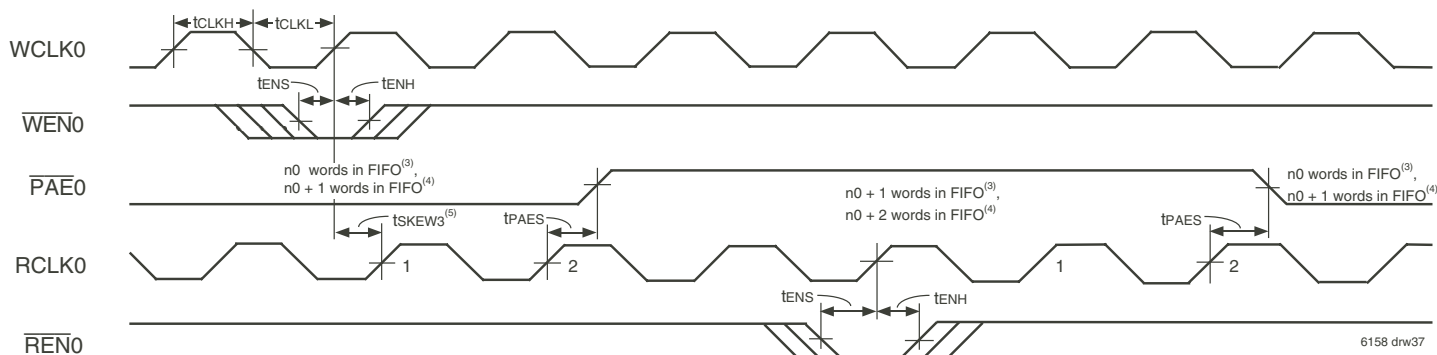 tCLKH
tCLKL
WCLK0
tENS
tENH
WEN0
n0 words in FIFO(3),
n0 + 1 words in FIFO(4)
PAE0
n0 + 1 words in FIFO(3),
n0 + 2 words in FIFO(4)
n0 words in FIFO(3),
n0 + 1 words in FIFO(4)
tSKEW3(5)
tPAES
tPAES
RCLK0
1
2
1
2
tENS
tENH
REN0
6158 drw37